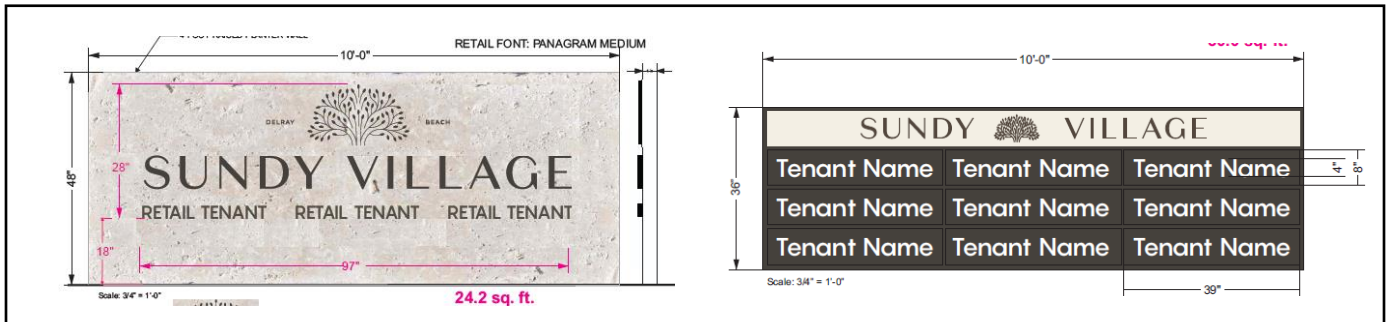 RETAIL FONT: PANAGRAM MEDIUM
10'-0"
48"
28"
18"
DELRAY BEACH
SUNDY VILLAGE
RETAIL TENANT RETAIL TENANT RETAIL TENANT
97"
Scale: 3/4" = 1'-0"
24.2 sq. ft.
10'-0"
36"
SUNDY VILLAGE
Tenant Name Tenant Name Tenant Name
4"
8"
Tenant Name Tenant Name Tenant Name
Tenant Name Tenant Name Tenant Name
Scale: 3/4" = 1'-0"
39"